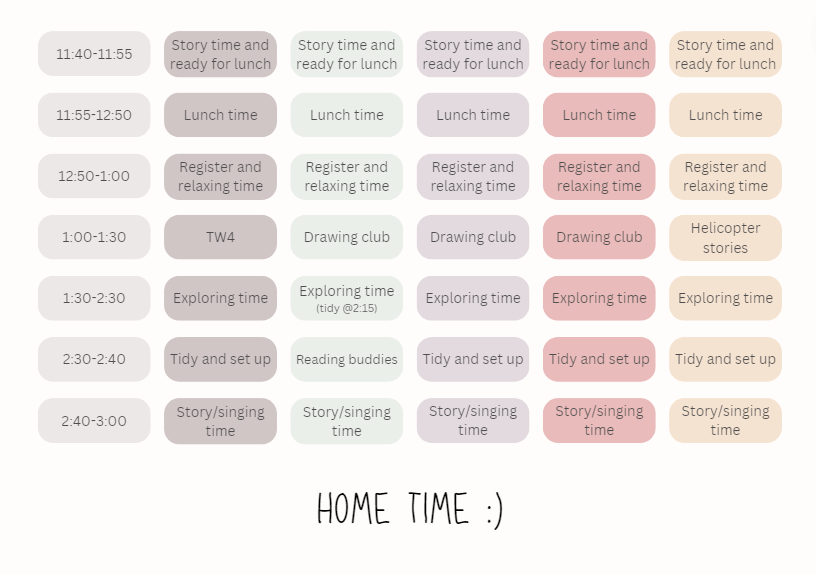 11:40-11:55 Story time and ready for lunch Story time and ready for lunch Story time and ready for lunch Story time and ready for lunch Story time and ready for lunch
11:55-12:50 Lunch time Lunch time Lunch time Lunch time Lunch time
12:50-1:00 Register and relaxing time Register and relaxing time Register and relaxing time Register and relaxing time Register and relaxing time
1:00-1:30 TW4 Drawing club Drawing club Drawing club Helicopter stories
1:30-2:30 Exploring time Exploring time (tidy @2:15) Exploring time Exploring time Exploring time
2:30-2:40 Tidy and set up Reading buddies Tidy and set up Tidy and set up Tidy and set up
2:40-3:00 Story/singing time Story/singing time Story/singing time Story/singing time Story/singing time
HOME TIME :)